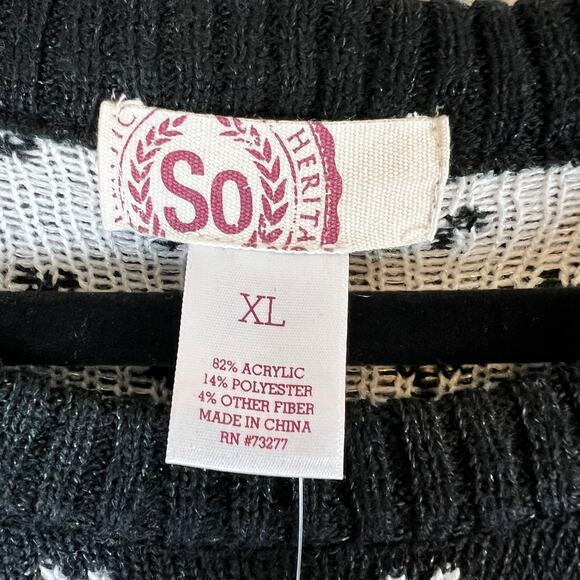 So
XL
82% ACRYLIC
14% POLYESTER
4% OTHER FIBER
MADE IN CHINA
RN #73277